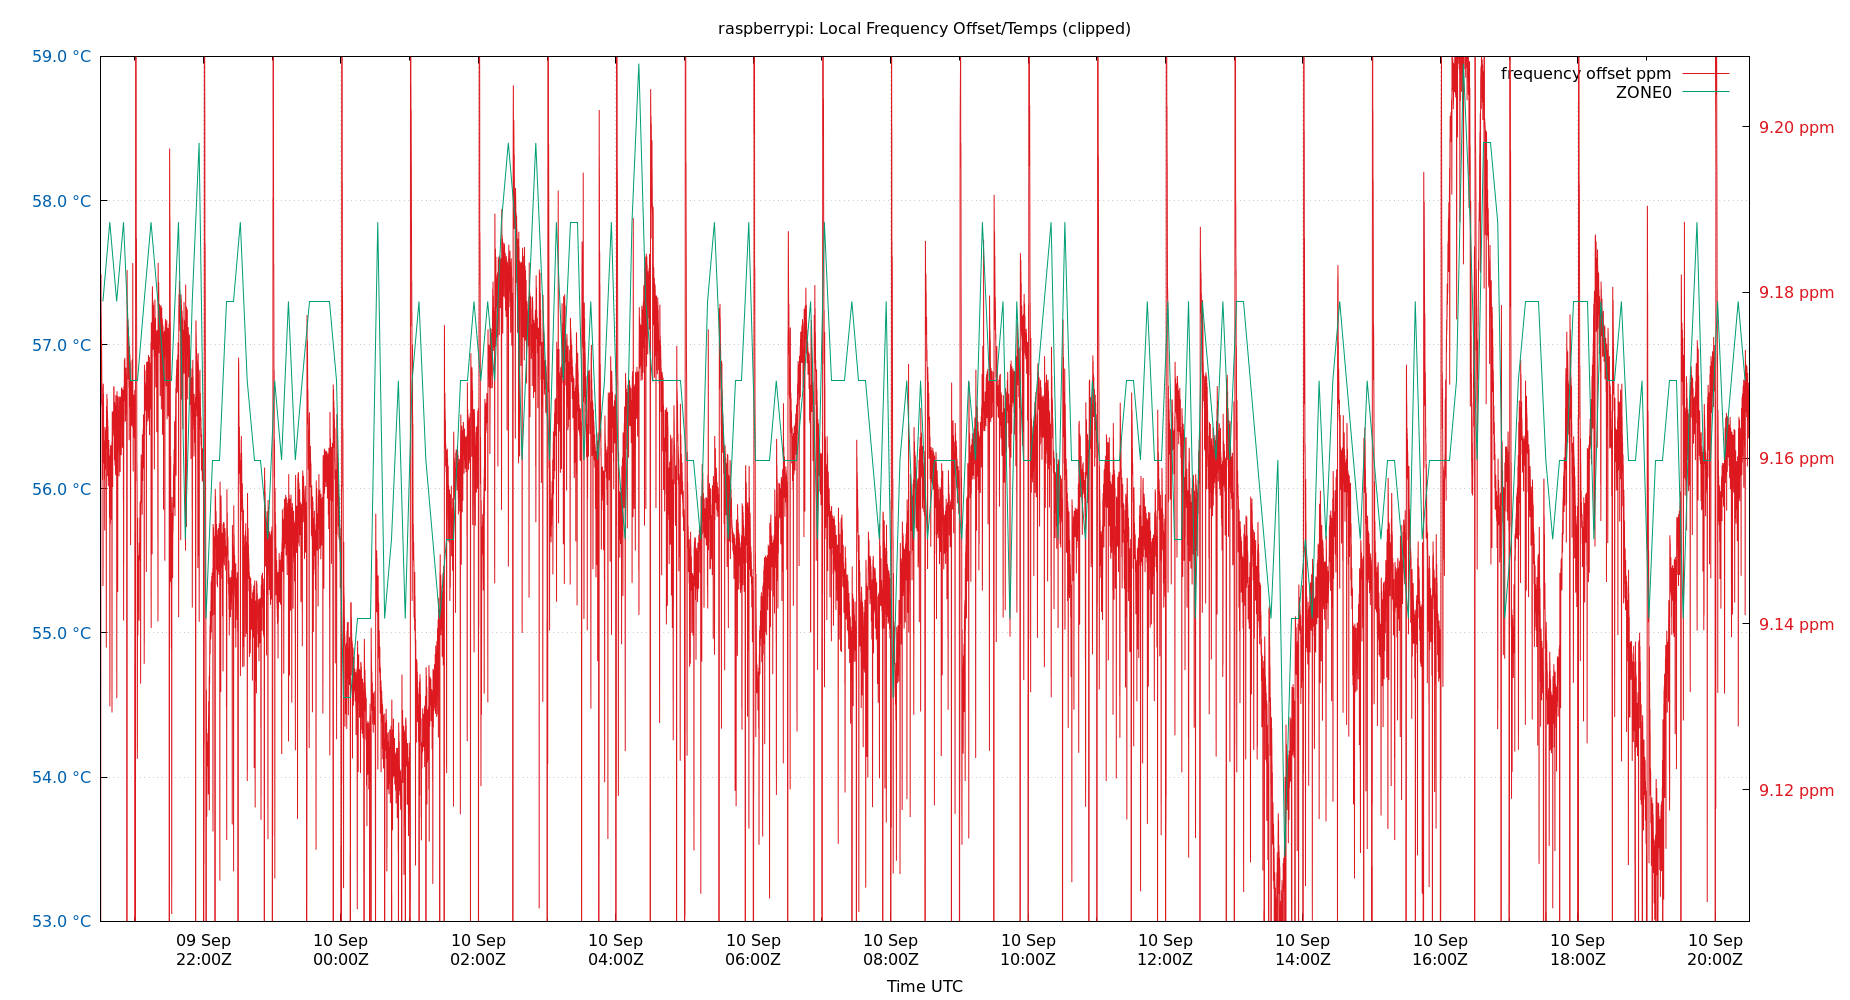 raspberrypi: Local Frequency Offset/Temps (clipped)
59.0 °C
58.0 °C
57.0 °C
56.0 °C
55.0 °C
54.0 °C
53.0 °C
frequency offset ppm
ZONE0
9.20 ppm
9.18 ppm
9.16 ppm
9.14 ppm
9.12 ppm
09 Sep 10 Sep 10 Sep 10 Sep 10 Sep 10 Sep 10 Sep 10 Sep 10 Sep 10 Sep 10 Sep 10 Sep
22:00Z 00:00Z 02:00Z 04:00Z 06:00Z 08:00Z 10:00Z 12:00Z 14:00Z 16:00Z 18:00Z 20:00Z
Time UTC